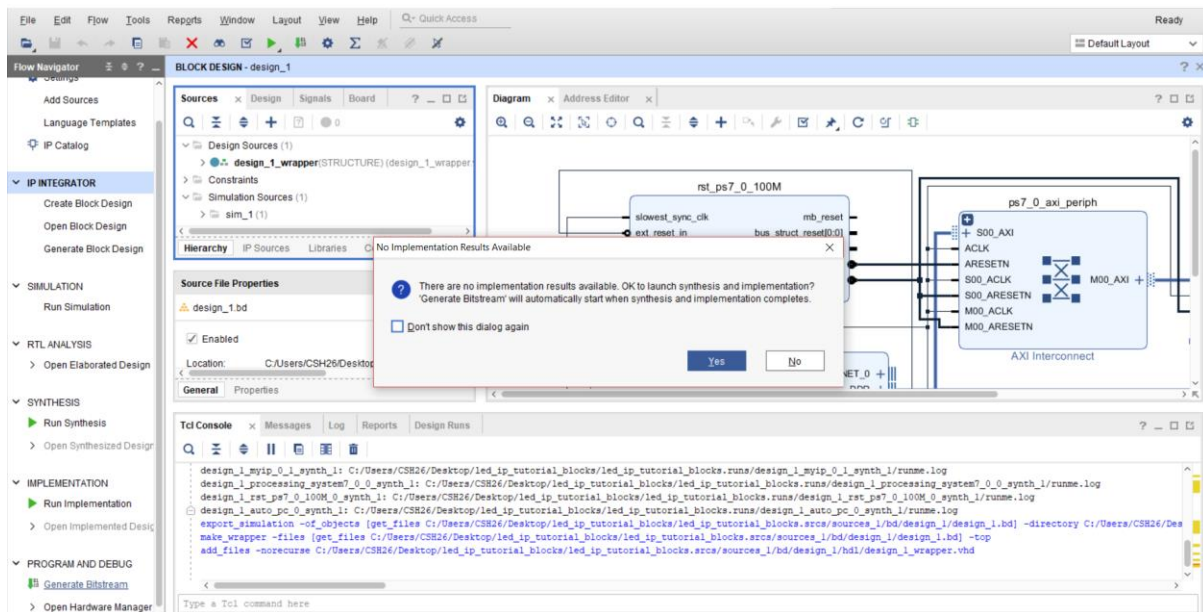 File Edit Flow Tools Reports Window Layout View Help Q- Quick Access Ready
Default Layout
Flow Navigator
BLOCK DESIGN - design_1
Settings
Add Sources
Language Templates
IP Catalog
IP INTEGRATOR
Create Block Design
Open Block Design
Generate Block Design
SIMULATION
Run Simulation
RTL ANALYSIS
Open Elaborated Design
SYNTHESIS
Run Synthesis
Open Synthesized Design
IMPLEMENTATION
Run Implementation
Open Implemented Desig
PROGRAM AND DEBUG
Generate Bitstream
Open Hardware Manager
Sources Design Signals Board
0
Design Sources (1)
design_1_wrapper(STRUCTURE) (design_1_wrapper.
Constraints
Simulation Sources (1)
sim_1 (1)
Hierarchy IP Sources Libraries C
Source File Properties
design_1.bd
Enabled
Location: C:/Users/CSH26/Desktop
General Properties
Diagram Address Editor
rst_ps7_0_100M
slowest_sync_clk mb_reset
ext_reset_in bus_struct_reset[0:0]
ps7_0_axi_periph
S00_AXI
ACLK
ARESETN
S00_ACLK M00_AXI
S00_ARESETN
M00_ACLK
M00_ARESETN
AXI Interconnect
NET_0
No Implementation Results Available
There are no implementation results available. OK to launch synthesis and implementation?
'Generate Bitstream' will automatically start when synthesis and implementation completes.
Don't show this dialog again
Yes No
Tcl Console Messages Log Reports Design Runs
design_1_myip_0_1_synth_1: C:/Users/CSH26/Desktop/led_ip_tutorial_blocks/led_ip_tutorial_blocks.runs/design_1_myip_0_1_synth_1/runme.log
design_1_processing_system7_0_0_synth_1: C:/Users/CSH26/Desktop/led_ip_tutorial_blocks/led_ip_tutorial_blocks.runs/design_1_processing_system7_0_0_synth_1/runme.log
design_1_rst_ps7_0_100M_0_synth_1: C:/Users/CSH26/Desktop/led_ip_tutorial_blocks/led_ip_tutorial_blocks.runs/design_1_rst_ps7_0_100M_0_synth_1/runme.log
design_1_auto_pc_0_synth_1: C:/Users/CSH26/Desktop/led_ip_tutorial_blocks/led_ip_tutorial_blocks.runs/design_1_auto_pc_0_synth_1/runme.log
export_simulation -of_objects [get_files C:/Users/CSH26/Desktop/led_ip_tutorial_blocks/led_ip_tutorial_blocks.srcs/sources_1/bd/design_1/design_1.bd] -directory C:/Users/CSH26/Des
make_wrapper -files [get_files C:/Users/CSH26/Desktop/led_ip_tutorial_blocks/led_ip_tutorial_blocks.srcs/sources_1/bd/design_1/design_1.bd] -top
add_files -norecurse C:/Users/CSH26/Desktop/led_ip_tutorial_blocks/led_ip_tutorial_blocks.srcs/sources_1/bd/design_1/hdl/design_1_wrapper.vhd
Type a Tcl command here